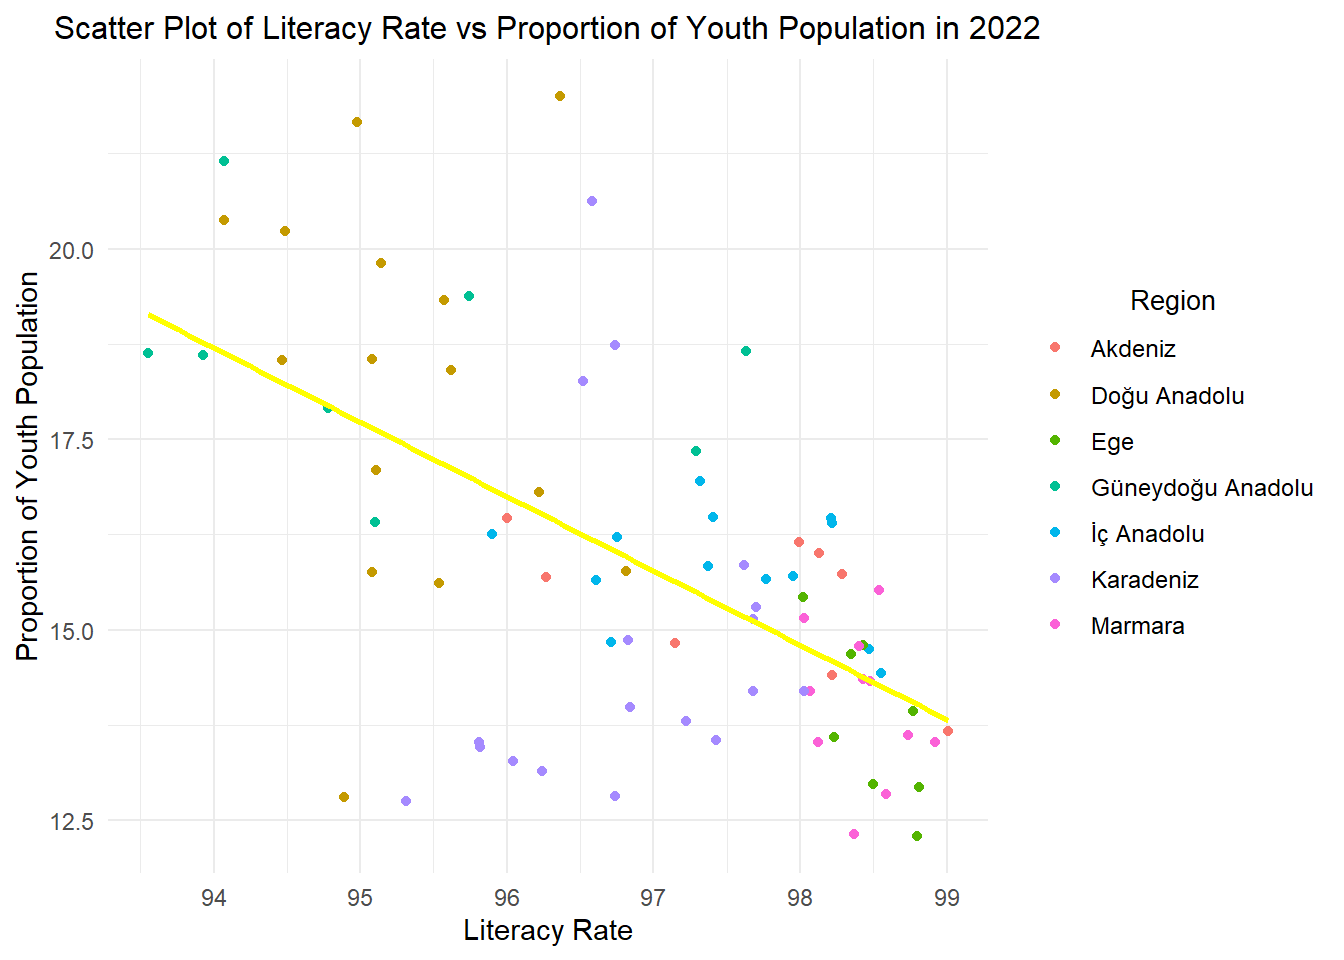 Scatter Plot of Literacy Rate vs Proportion of Youth Population in 2022
Proportion of Youth Population
20.0
17.5
15.0
12.5
94 95 96 97 98 99
Literacy Rate
Region
Akdeniz
Doğu Anadolu
Ege
Güneydoğu Anadolu
İç Anadolu
Karadeniz
Marmara